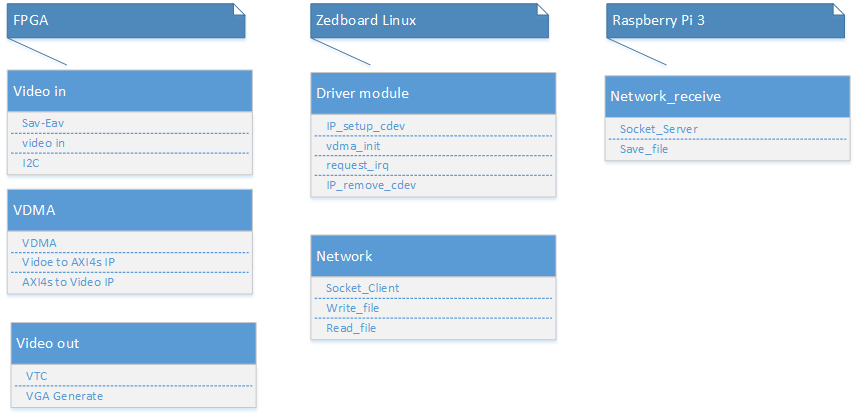 FPGA
Video in
Sav-Eav
video in
I2C
VDMA
VDMA
Vidoe to AXI4s IP
AXI4s to Video IP
Video out
VTC
VGA Generate
Zedboard Linux
Driver module
IP_setup_cdev
vdma_init
request_irq
IP_remove_cdev
Network
Socket_Client
Write_file
Read_file
Raspberry Pi 3
Network_receive
Socket_Server
Save_file